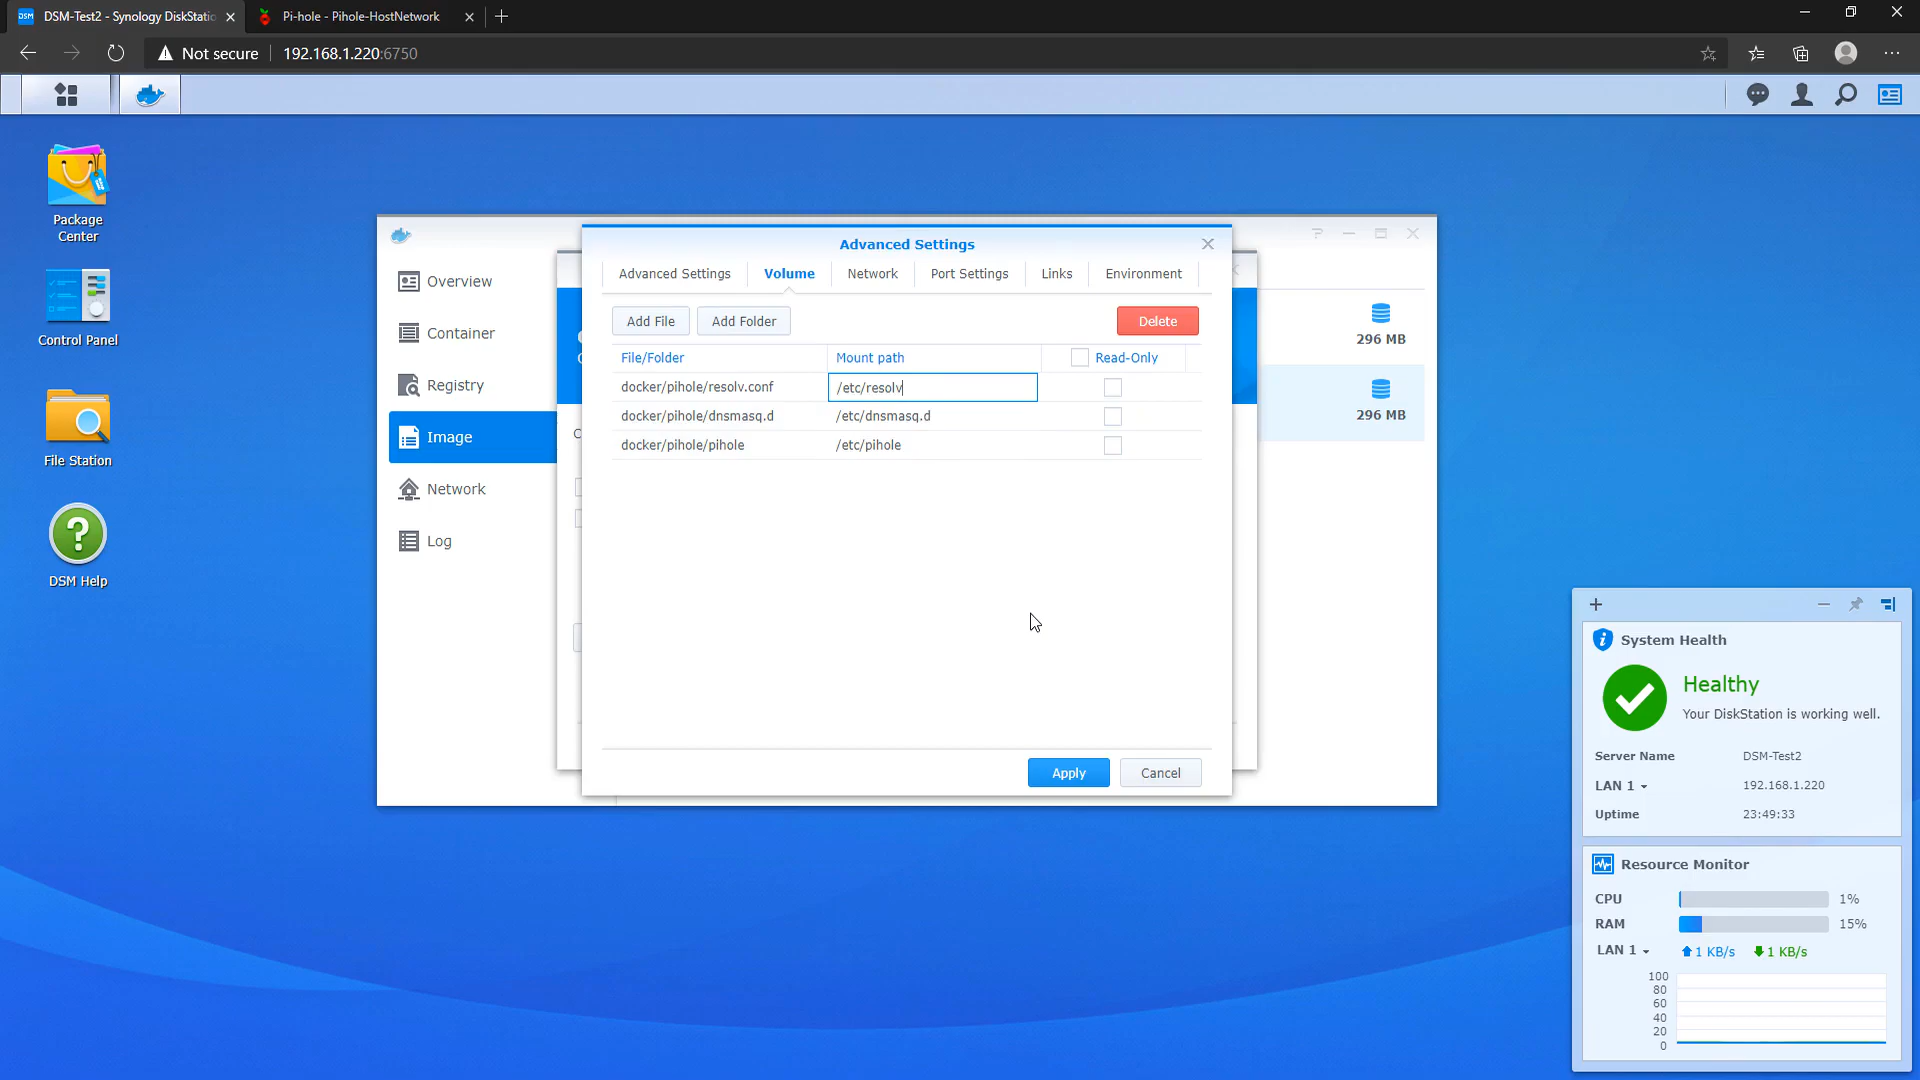 DSM-Test2 - Synology DiskStatio
Pi-hole - Pihole-HostNetwork
Not secure
192.168.1.220:6750
Package
Center
Control Panel
File Station
DSM Help
Overview
Container
Registry
Image
Network
Log
Advanced Settings
Advanced Settings
Volume
Network
Port Settings
Links
Environment
Add File
Add Folder
Delete
File/Folder
Mount path
Read-Only
docker/pihole/resolv.conf
/etc/resolv
docker/pihole/dnsmasq.d
/etc/dnsmasq.d
docker/pihole/pihole
/etc/pihole
Apply
Cancel
296 MB
296 MB
System Health
Healthy
Your DiskStation is working well.
Server Name
DSM-Test2
LAN 1
192.168.1.220
Uptime
23:49:33
Resource Monitor
CPU
1%
RAM
15%
LAN 1
1 KB/s
1 KB/s
100
80
60
40
20
0